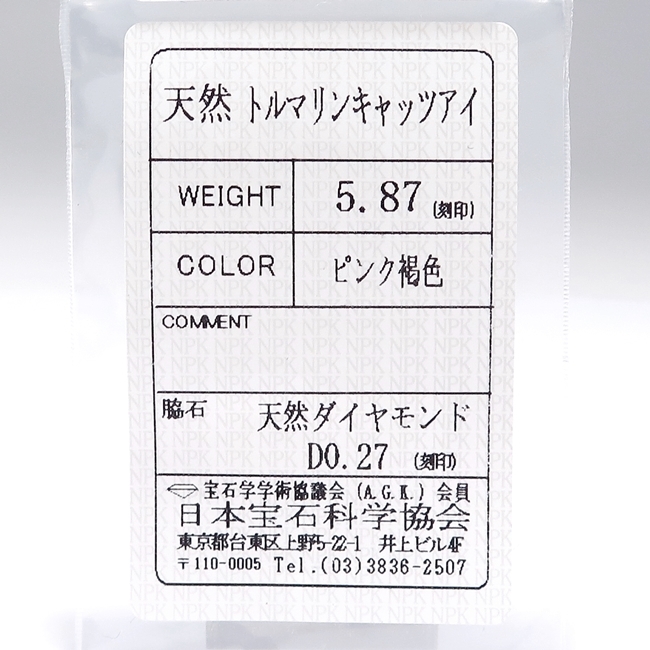 天然 トルマリンキャッツアイ
WEIGHT 5.87 (刻印)
COLOR ピンク褐色
COMMENT
脇石 天然ダイヤモンド
D0.27 (刻印)
宝石学学術協議会 (A.G.K.) 会員
日本宝石科学協会
東京都台東区上野5-22-1 井上ビル4F
〒110-0005 Tel.(03)3836-2507